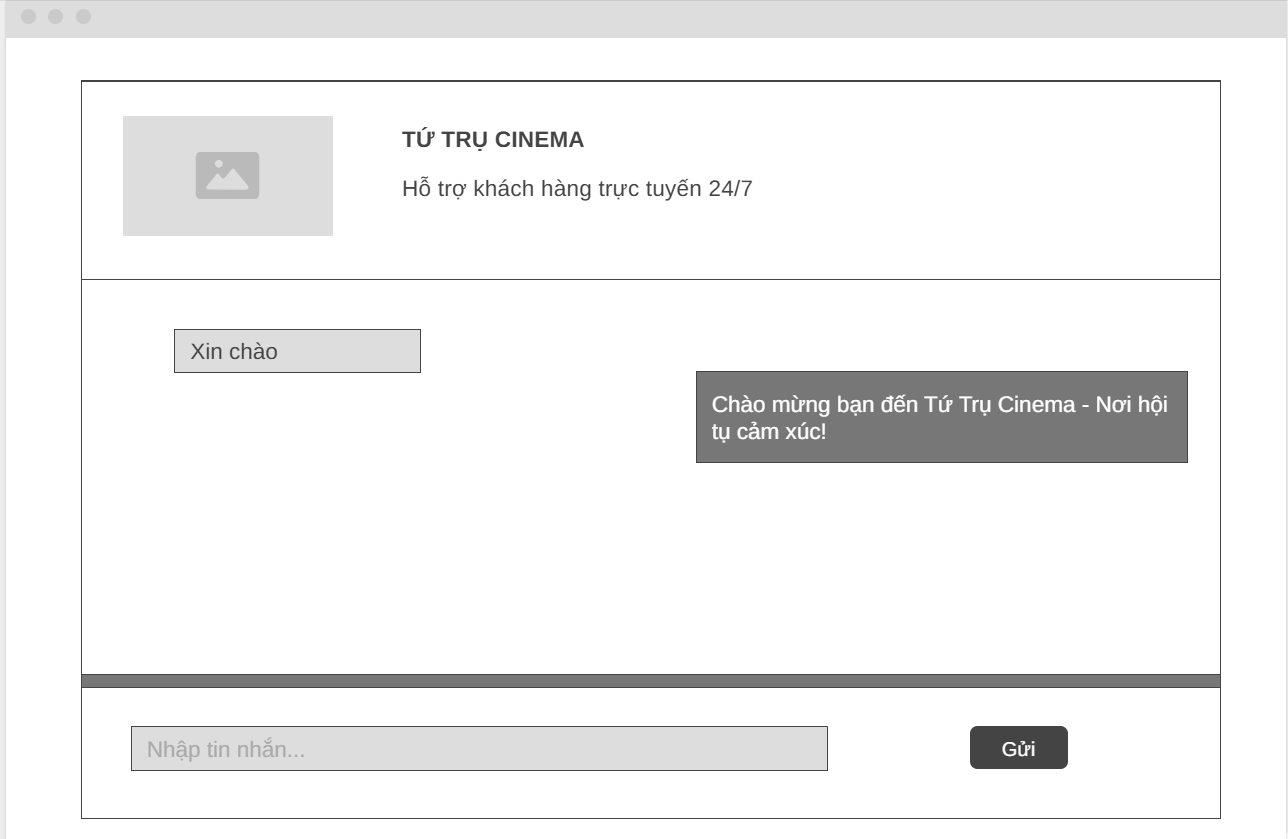 TỨ TRỤ CINEMA
Hỗ trợ khách hàng trực tuyến 24/7
Xin chào
Chào mừng bạn đến Tứ Trụ Cinema - Nơi hội
tụ cảm xúc!
Nhập tin nhắn...
Gửi